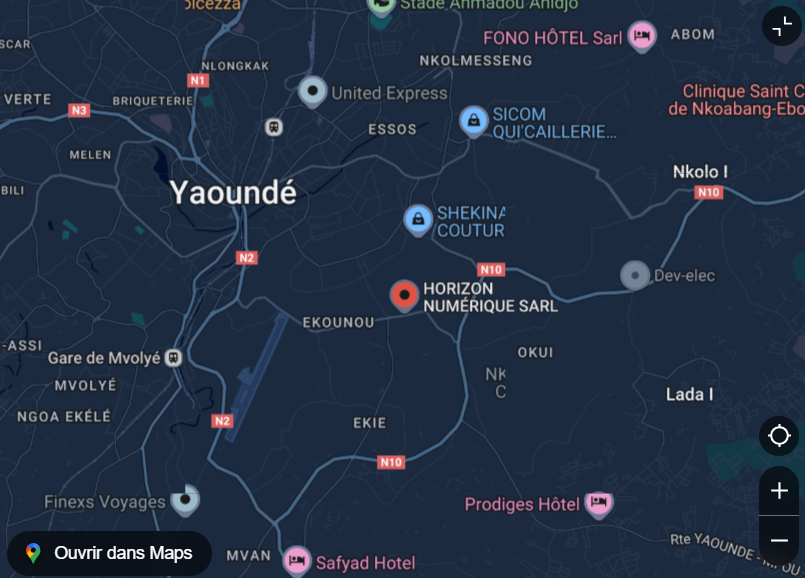 Stade Ahmadou Ahidjo
FONO HÔTEL Sarl
ABOM
NLONGKAK
NKOLMESSENG
N1
VERTE
BRIQUETERIE
United Express
Clinique Saint C
de Nkoabang-Ebo
N3
SICOM
QUI'CAILLERIE...
ESSOS
MELEN
Nkolo I
N10
BILI
Yaoundé
SHEKINA
COUTUR
N2
N10
Dev-elec
HORIZON
NUMÉRIQUE SARL
EKOUNOU
-ASSI
Gare de Mvolyé
OKUI
NK
C
MVOLYÉ
Lada I
NGOA EKÉLÉ
N2
EKIE
N10
Finexs Voyages
Prodiges Hôtel
Ouvrir dans Maps
MVAN
Safyad Hotel
Rte YAOUNDE -